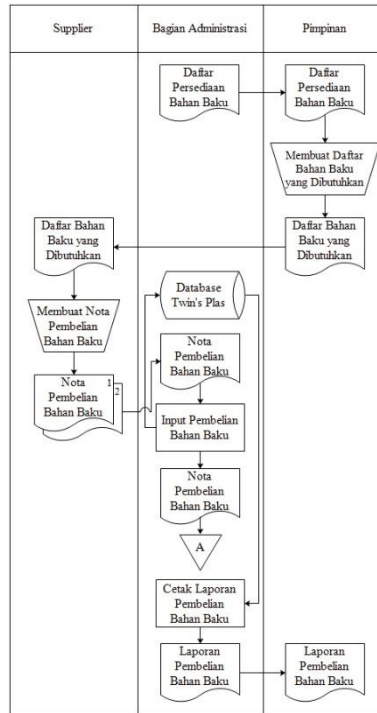 Supplier
Bagian Administrasi
Pimpinan
Daftar
Persediaan
Bahan Baku
Daftar
Persediaan
Bahan Baku
Membuat Daftar
Bahan Baku
yang Dibutuhkan
Daftar Bahan
Baku yang
Dibutuhkan
Daftar Bahan
Baku yang
Dibutuhkan
Membuat Nota
Pembelian
Bahan Baku
Database
Twin's Plas
Nota
Pembelian
Bahan Baku
1
2
Nota
Pembelian
Bahan Baku
Input Pembelian
Bahan Baku
Nota
Pembelian
Bahan Baku
A
Cetak Laporan
Pembelian
Bahan Baku
Laporan
Pembelian
Bahan Baku
Laporan
Pembelian
Bahan Baku